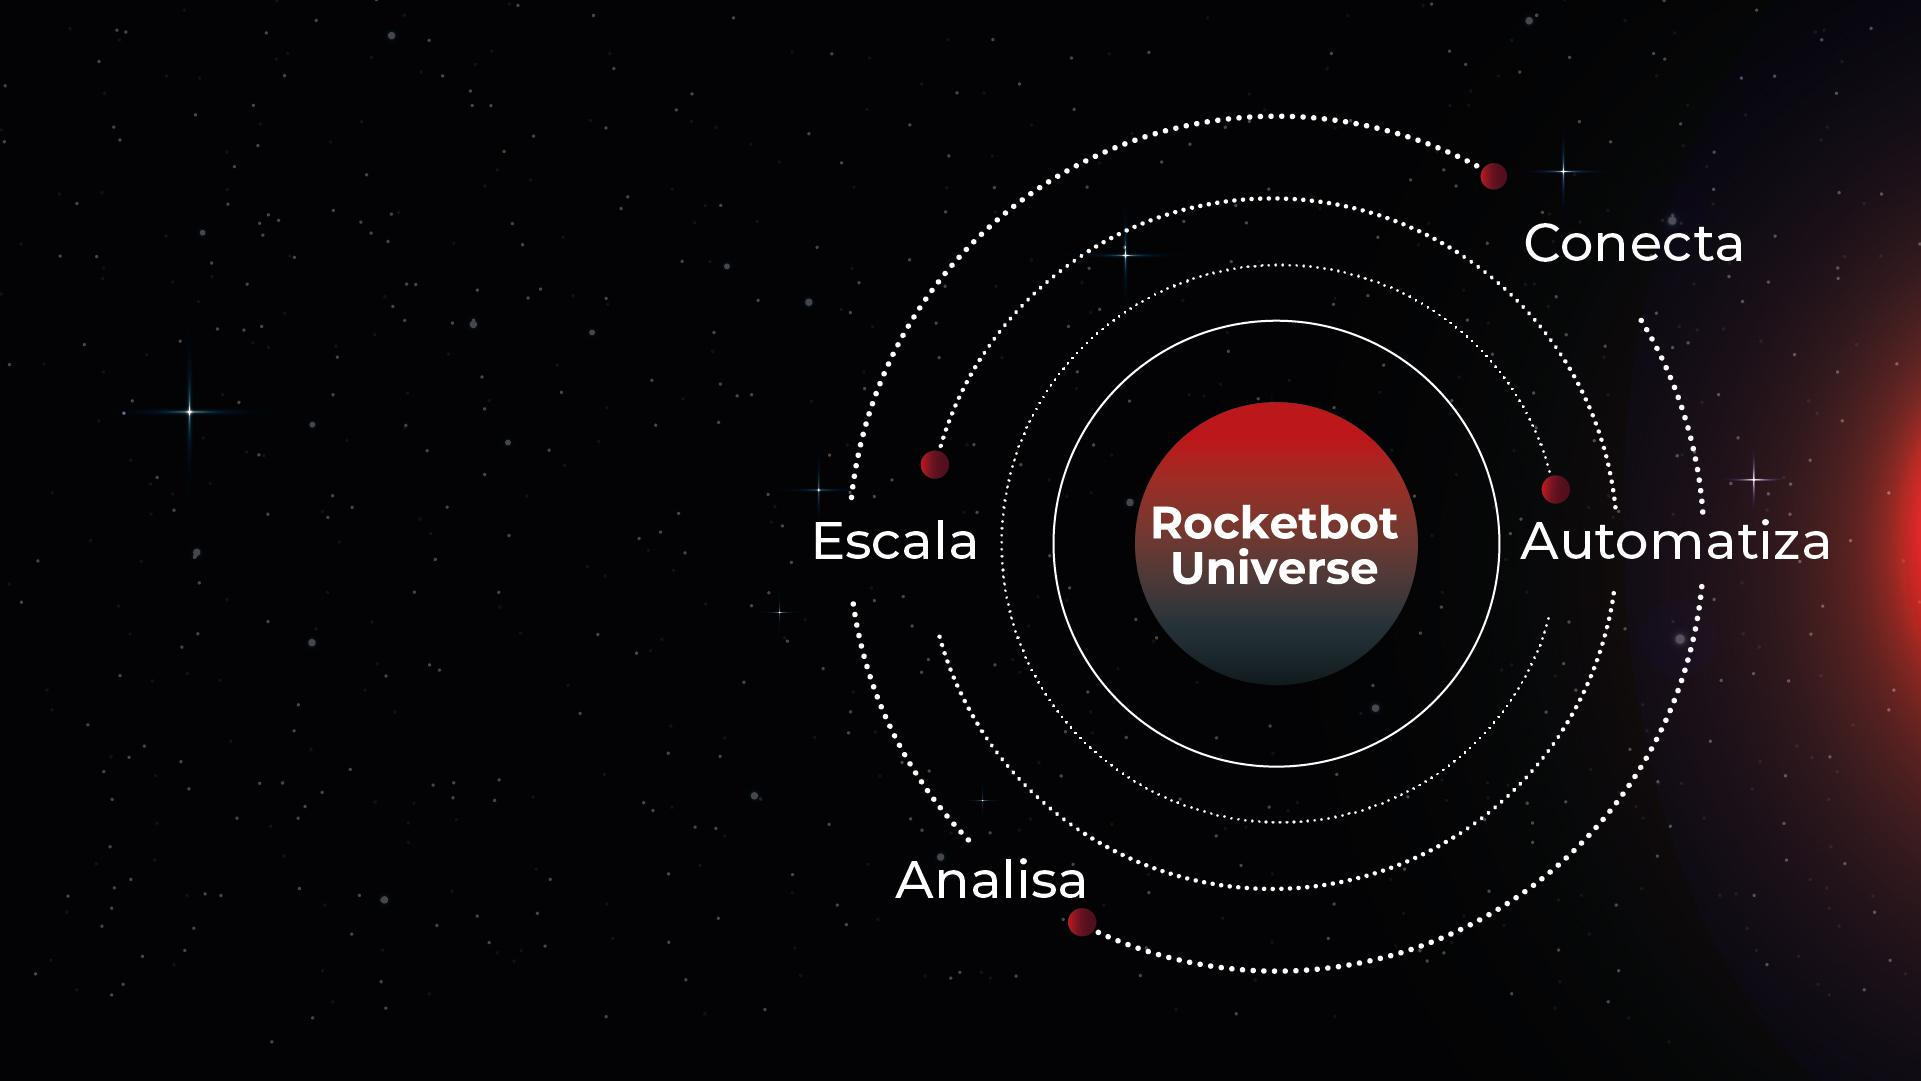 Conecta
Rocketbot
Universe
Escala
Automatiza
Analisa